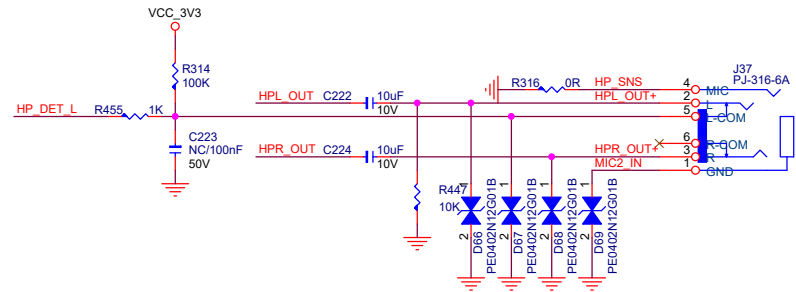 VCC_3V3
R314
100K
HP_DET_L
R455
1K
C223
NC/100nF
50V
HPL_OUT
C222
10uF
10V
HPR_OUT
C224
10uF
10V
R447
10K
R316
0R
HP_SNS
HPL_OUT+
HPR_OUT+
MIC2_IN
J37
PJ-316-6A
4
MIC
2
L
5
L-COM
6
R-COM
3
R
1
GND
1
2
D66
PE0402N12G01B
1
2
D67
PE0402N12G01B
1
2
D68
PE0402N12G01B
1
2
D69
PE0402N12G01B